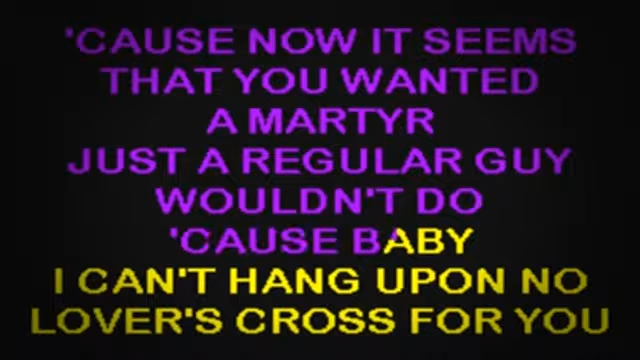 'CAUSE NOW IT SEEMS
THAT YOU WANTED
A MARTYR
JUST A REGULAR GUY
WOULDN'T DO
'CAUSE BABY
I CAN'T HANG UPON NO
LOVER'S CROSS FOR YOU